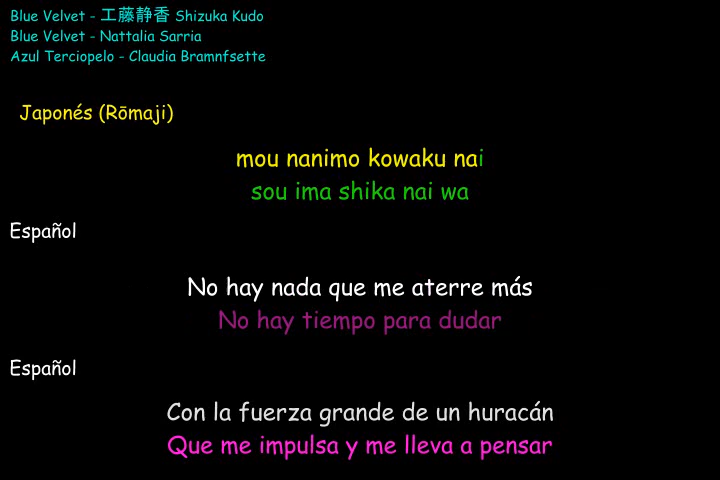 Blue Velvet - 工藤静香 Shizuka Kudo
Blue Velvet - Nattalia Sarria
Azul Terciopelo - Claudia Bramnfsette
Japonés (Rōmaji)
mou nanimo kowaku nai
sou ima shika nai wa
Español
No hay nada que me aterre más
No hay tiempo para dudar
Español
Con la fuerza grande de un huracán
Que me impulsa y me lleva a pensar